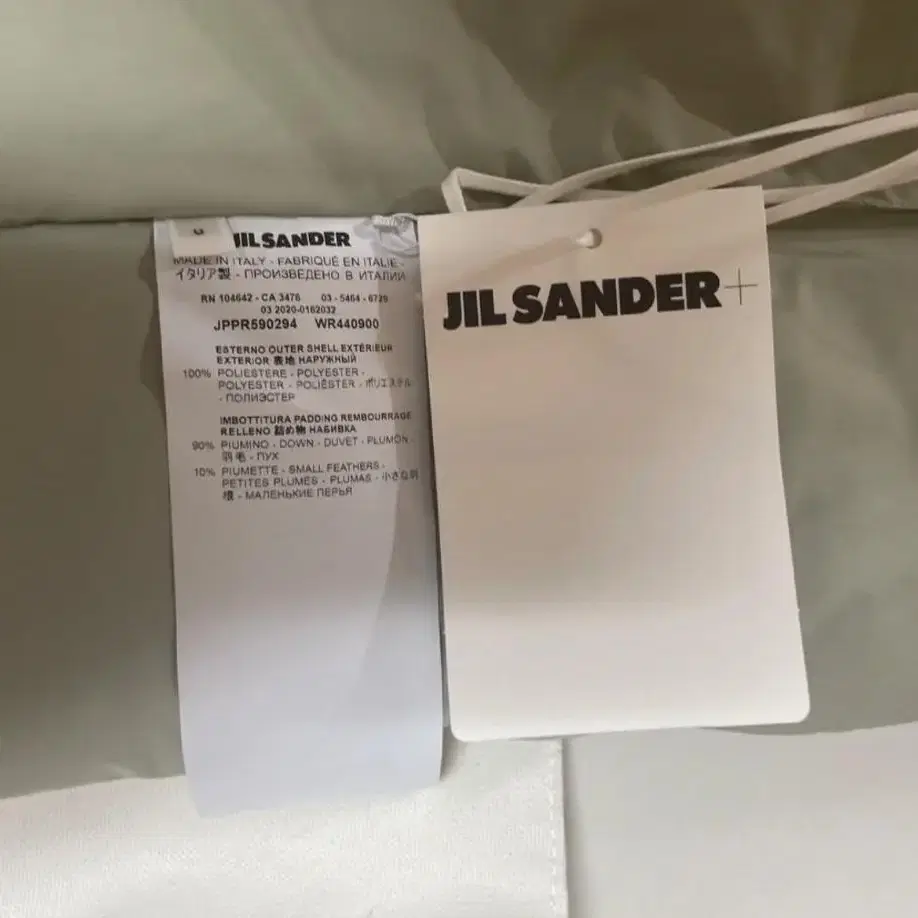 JIL SANDER
MADE IN ITALY - FABRIQUÉ EN ITALIE -
イタリア製 - ПРОИЗВЕДЕНО В ИТАЛИИ
RN 104642 - CA 3476 03 - 5464 - 6729
03 2020-0162032
JPPR590294 WR440900
ESTERNO OUTER SHELL EXTÉRIEUR
EXTERIOR 表地 НАРУЖНЫЙ
100% POLIESTERE - POLYESTER -
POLYESTER - POLIÉSTER - ポリエステル
- ПОЛИЭСТЕР
IMBOTTITURA PADDING REMBOURRAGE
RELLENO 詰め物 НАБИВКА
90% PIUMINO - DOWN - DUVET - PLUMÓN -
羽毛 - ПУХ
10% PIUMETTE - SMALL FEATHERS -
PETITES PLUMES - PLUMAS - 小さな羽
根 - МАЛЕНЬКИЕ ПЕРЬЯ
JIL SANDER+